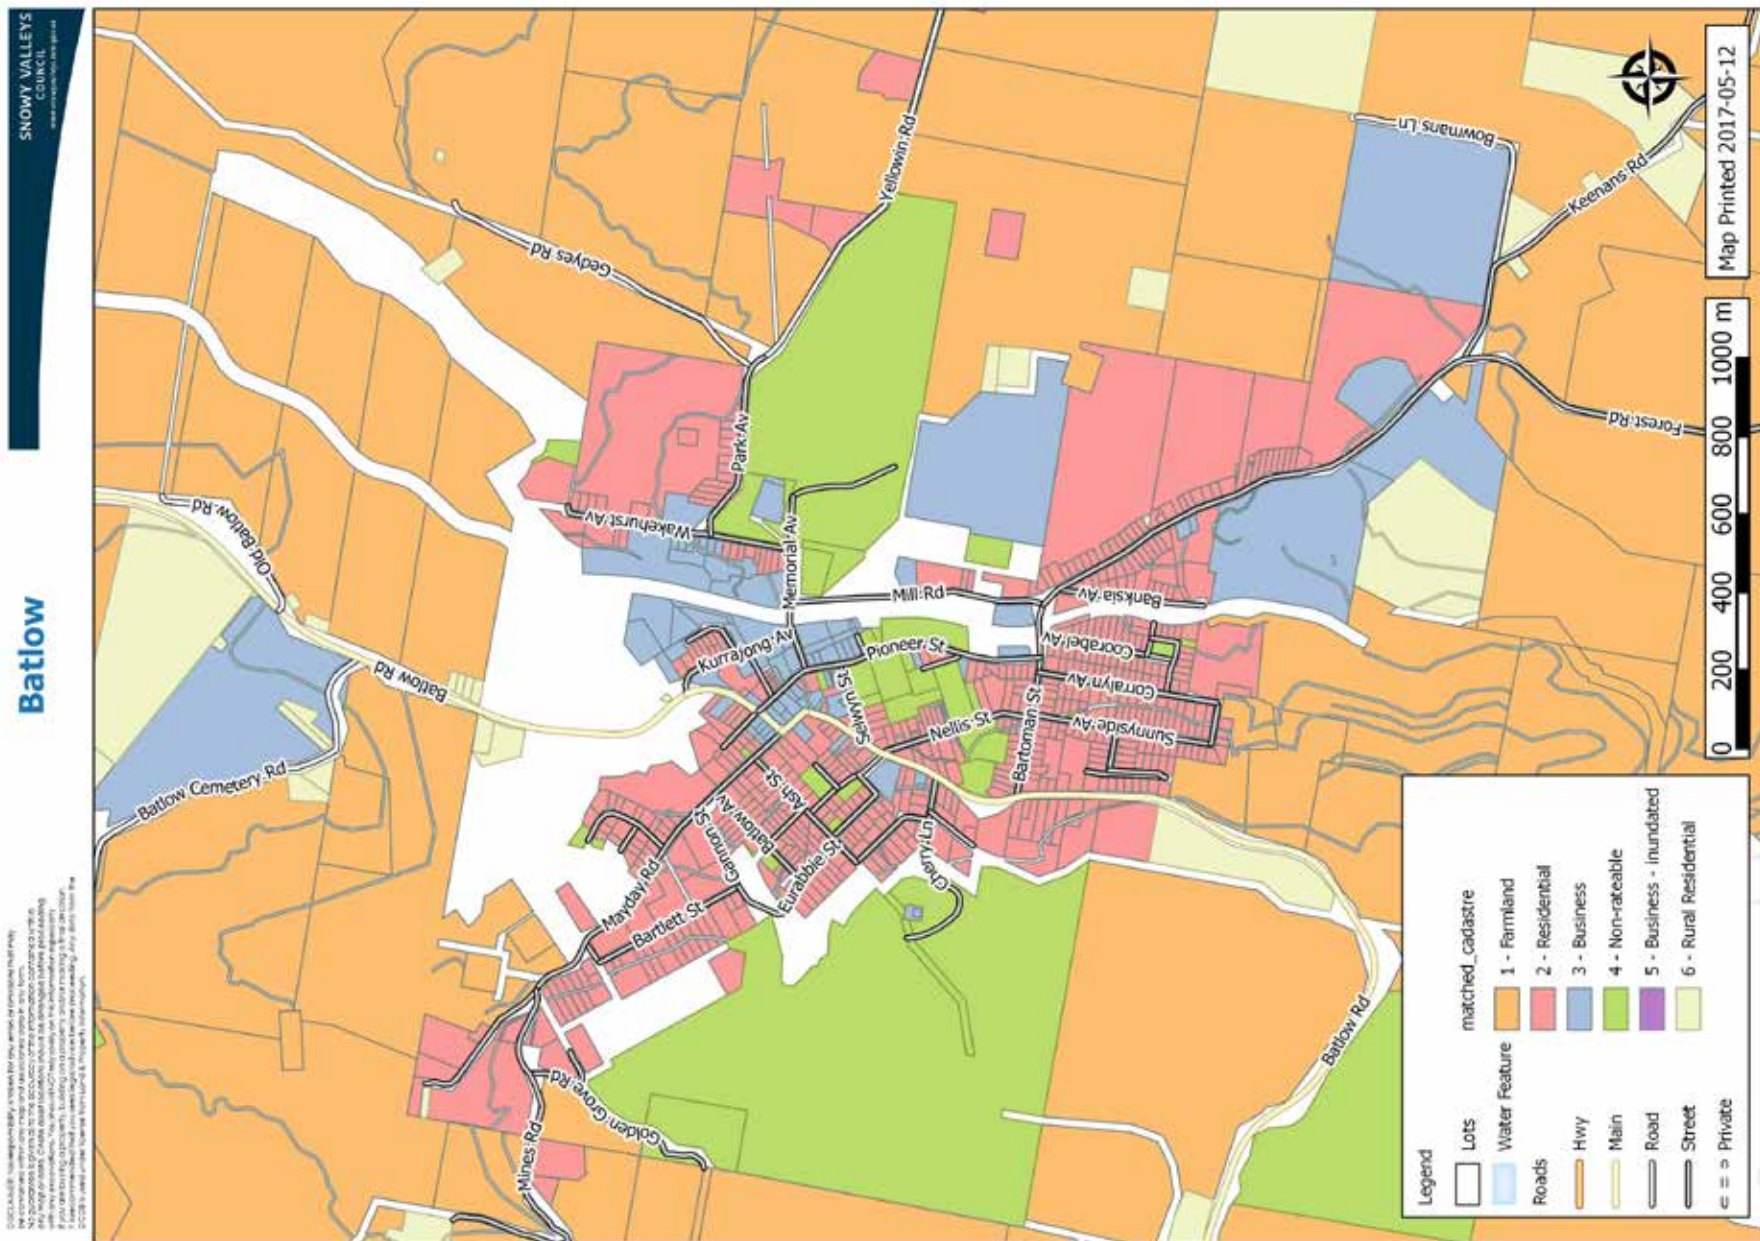 SNOWY VALLEYS
COUNCIL
Batlow
Yellowin Rd
Bowmans Ln
Keenans Rd
Gedyes Rd
Park Av
Forest Rd
Old Batlow Rd
Wakehurst Av
Memorial Av
Mill Rd
Banksia Av
Batlow Rd
Kurrajong Av
Pioneer St
Coorabel Av
Selwyn St
Corralyn Av
Nellis St
Sunnyside Av
Bartoman St
Batlow Cemetery Rd
Ash St
Batlow Av
Gannon St
Eurabbie St
Cherry Ln
Mayday Rd
Bartlett St
Batlow Rd
Golden Grove Rd
Mines Rd
Map Printed 2017-05-12
0 200 400 600 800 1000 m
Legend
Lots
Water Feature
Roads
Hwy
Main
Road
Street
Private
matched_cadastre
1 - Farmland
2 - Residential
3 - Business
4 - Non-rateable
5 - Business - inundated
6 - Rural Residential